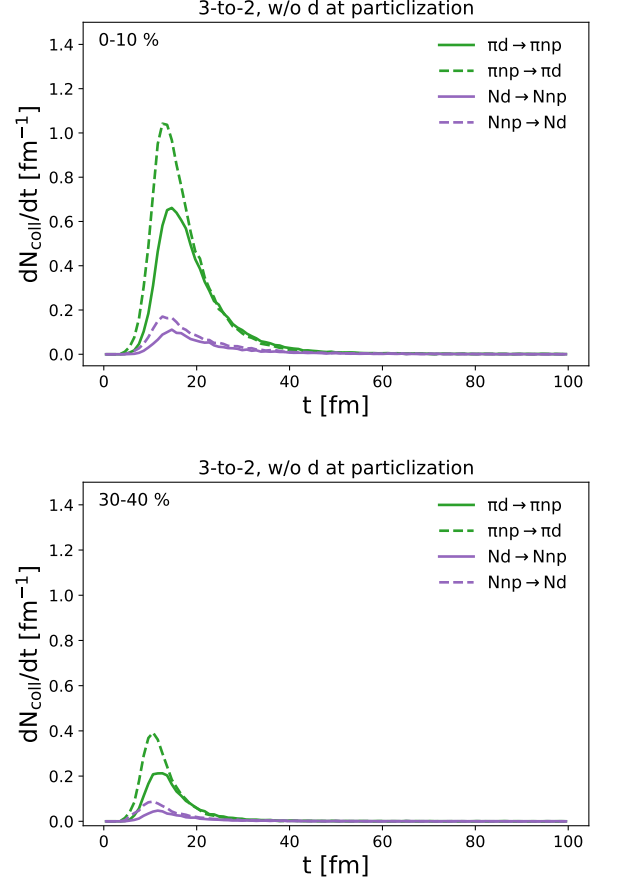 3-to-2, w/o d at particlization
0-10 %
πd→πnp
πnp→πd
Nd→Nnp
Nnp→Nd
dN_coll/dt [fm⁻¹]
1.4
1.2
1.0
0.8
0.6
0.4
0.2
0.0
0 20 40 60 80 100
t [fm]
3-to-2, w/o d at particlization
30-40 %
πd→πnp
πnp→πd
Nd→Nnp
Nnp→Nd
dN_coll/dt [fm⁻¹]
1.4
1.2
1.0
0.8
0.6
0.4
0.2
0.0
0 20 40 60 80 100
t [fm]